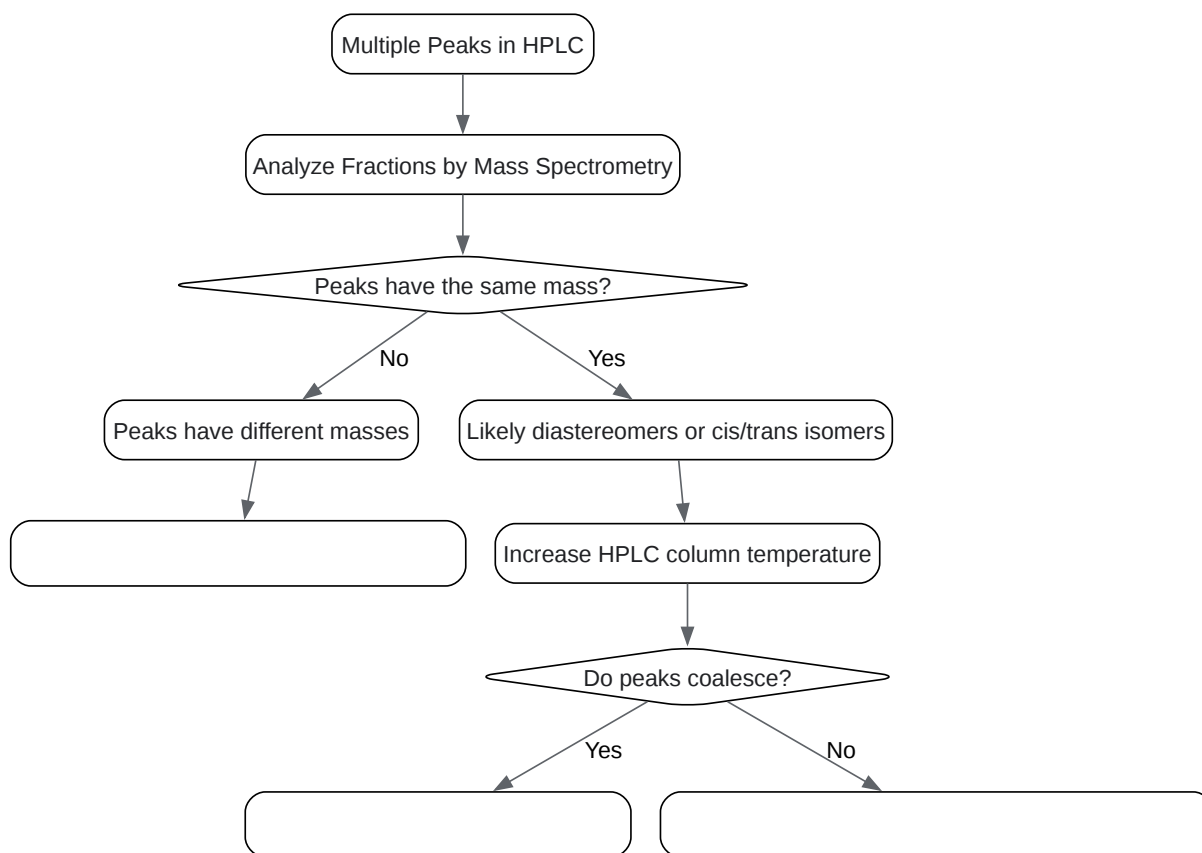 Multiple Peaks in HPLC
Analyze Fractions by Mass Spectrometry
Peaks have the same mass?
No
Yes
Peaks have different masses
Likely diastereomers or cis/trans isomers
Increase HPLC column temperature
Do peaks coalesce?
Yes
No